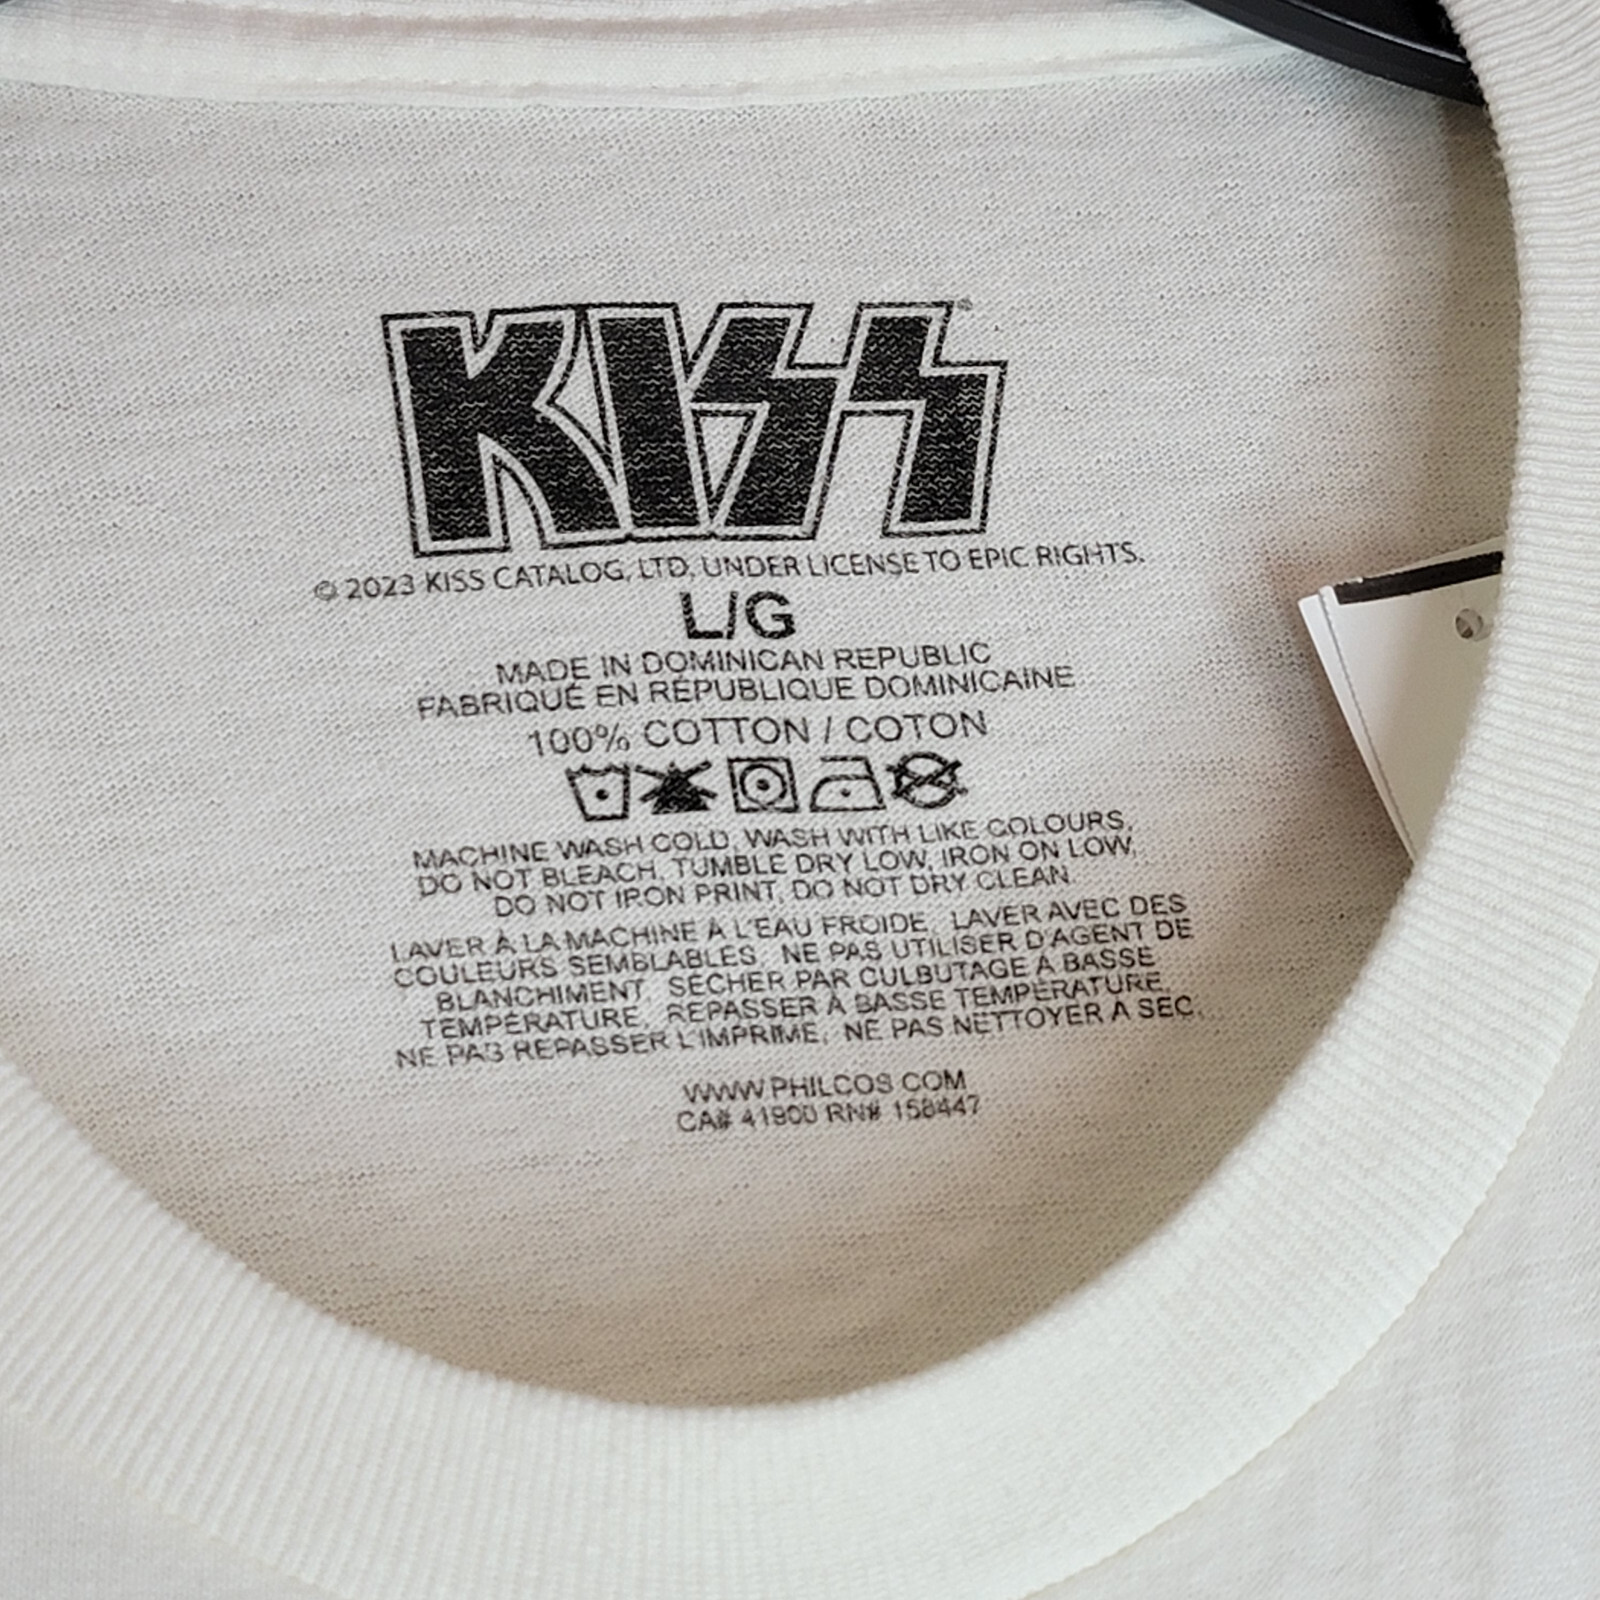 KISS®
© 2023 KISS CATALOG, LTD. UNDER LICENSE TO EPIC RIGHTS.
L/G
MADE IN DOMINICAN REPUBLIC
FABRIQUÉ EN RÉPUBLIQUE DOMINICAINE
100% COTTON / COTON
MACHINE WASH COLD, WASH WITH LIKE COLOURS,
DO NOT BLEACH, TUMBLE DRY LOW, IRON ON LOW,
DO NOT IRON PRINT, DO NOT DRY CLEAN.
LAVER À LA MACHINE À L'EAU FROIDE, LAVER AVEC DES
COULEURS SEMBLABLES, NE PAS UTILISER D'AGENT DE
BLANCHIMENT, SÉCHER PAR CULBUTAGE À BASSE
TEMPÉRATURE, REPASSER À BASSE TEMPÉRATURE,
NE PAS REPASSER L'IMPRIMÉ, NE PAS NETTOYER À SEC.
WWW.PHILCOS.COM
CA# 41900 RN# 158447